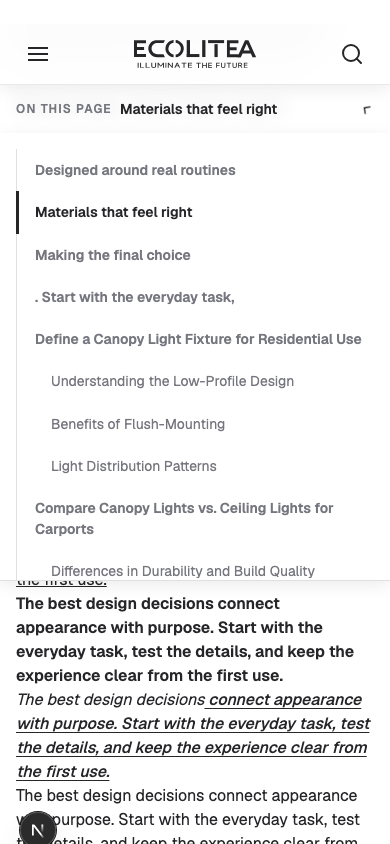 ECOLITEA
ILLUMINATE THE FUTURE
ON THIS PAGE Materials that feel right
Designed around real routines
Materials that feel right
Making the final choice
. Start with the everyday task,
Define a Canopy Light Fixture for Residential Use
Understanding the Low-Profile Design
Benefits of Flush-Mounting
Light Distribution Patterns
Compare Canopy Lights vs. Ceiling Lights for
Carports
Differences in Durability and Build Quality
the first use.
The best design decisions connect
appearance with purpose. Start with the
everyday task, test the details, and keep the
experience clear from the first use.
The best design decisions connect appearance
with purpose. Start with the everyday task, test
the details, and keep the experience clear from
the first use.
The best design decisions connect appearance
purpose. Start with the everyday task, test
details, and keep the experience clear from
N